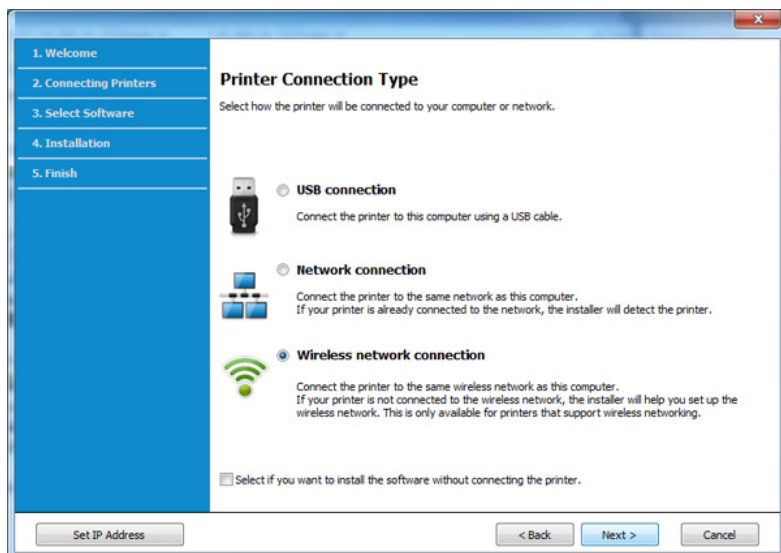 1. Welcome
2. Connecting Printers
3. Select Software
4. Installation
5. Finish
Printer Connection Type
Select how the printer will be connected to your computer or network.
USB connection
Connect the printer to this computer using a USB cable.
Network connection
Connect the printer to the same network as this computer.
If your printer is already connected to the network, the installer will detect the printer.
Wireless network connection
Connect the printer to the same wireless network as this computer.
If your printer is not connected to the wireless network, the installer will help you set up the
wireless network. This is only available for printers that support wireless networking.
Select if you want to install the software without connecting the printer.
Set IP Address
< Back
Next >
Cancel